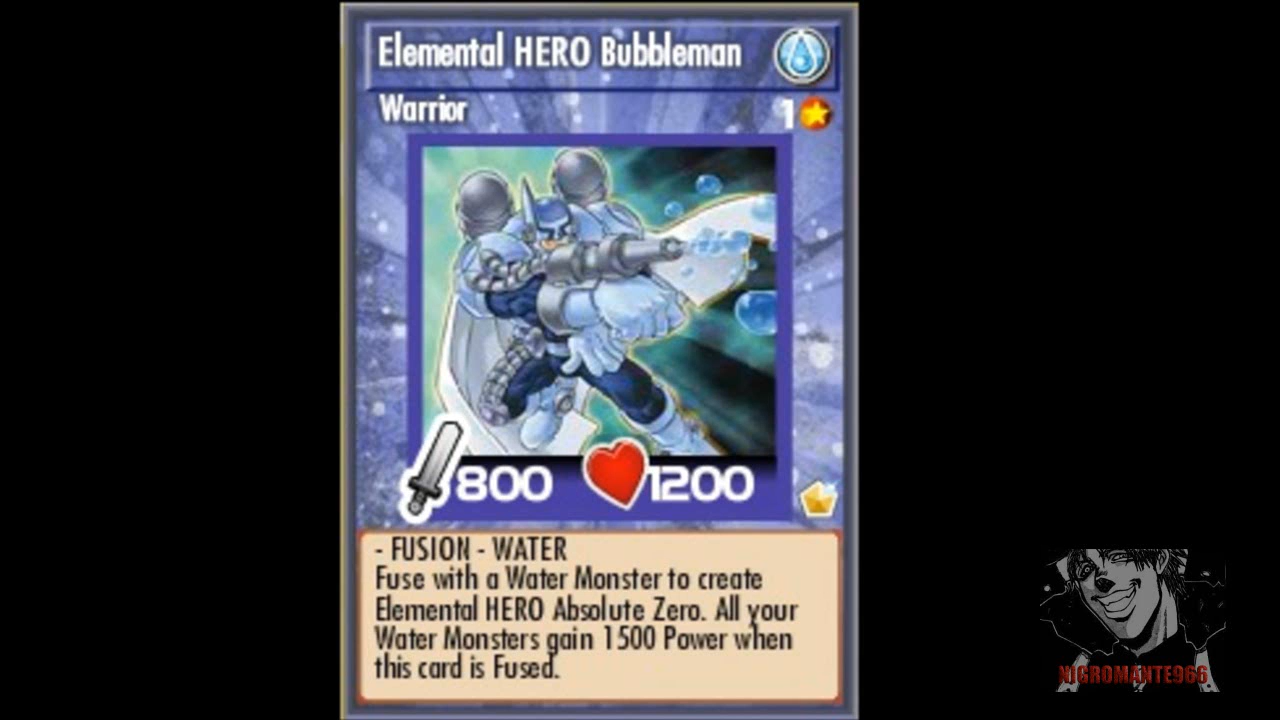 Elemental HERO Bubbleman
Warrior
1
800
1200
- FUSION - WATER
Fuse with a Water Monster to create
Elemental HERO Absolute Zero. All your
Water Monsters gain 1500 Power when
this card is Fused.
NIGROMANTE966